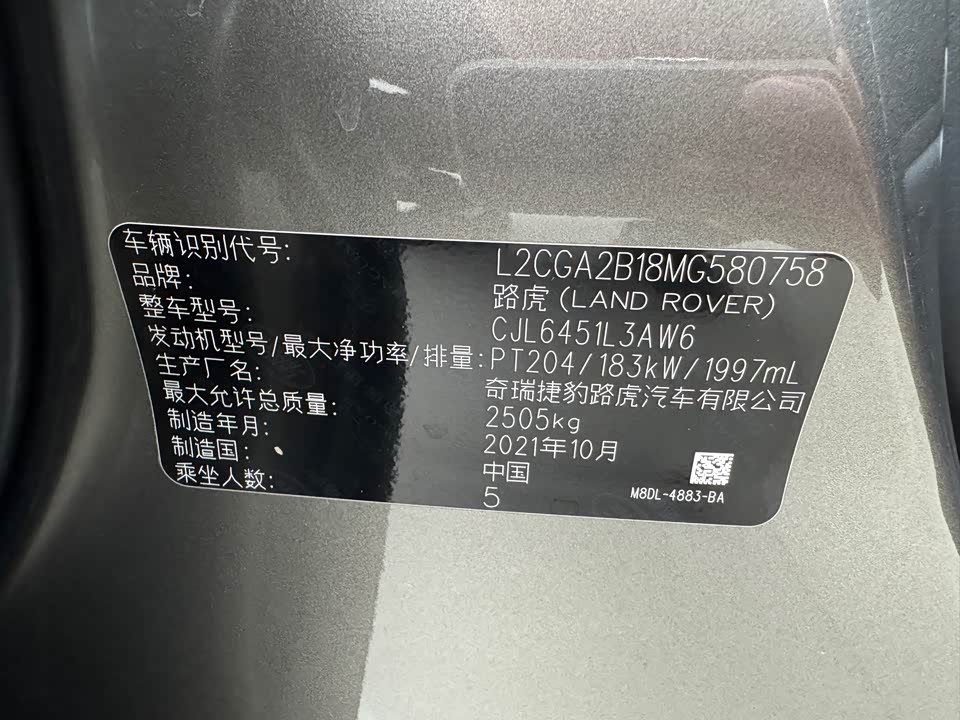 车辆识别代号: L2CGA2B18MG580758
品牌: 路虎 (LAND ROVER)
整车型号: CJL6451L3AW6
发动机型号/最大净功率/排量: PT204/183kW/1997mL
生产厂名: 奇瑞捷豹路虎汽车有限公司
最大允许总质量: 2505kg
制造年月: 2021年10月
制造国: 中国
乘坐人数: 5
M8DL-4883-BA